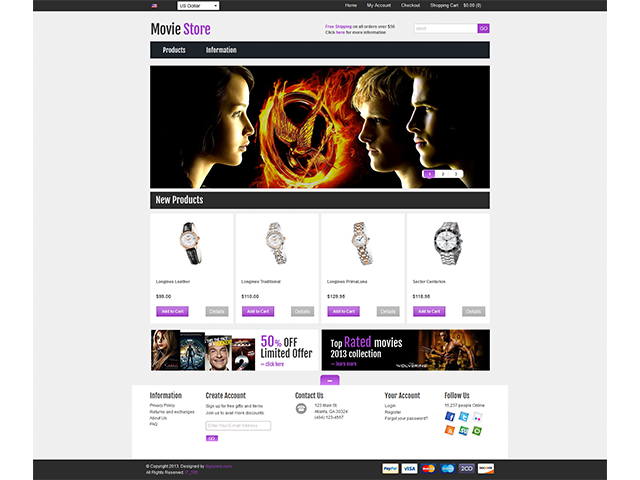 US Dollar
Home My Account Checkout Shopping Cart $0.00 (0)
Movie Store
Free Shipping on all orders over $50
Click here for more information
search
GO
Products Information
1 2 3
New Products
Longines Leather
$99.00
Add to Cart Details
Longines Traditional
$110.00
Add to Cart Details
Longines PrimaLuna
$129.95
Add to Cart Details
Sector Centurion
$118.95
Add to Cart Details
50% OFF
Limited Offer
>> click here
Top Rated movies
2013 collection
>> learn more
WOLVERINE
Information
Privacy Policy
Returns and exchanges
About Us
FAQ
Create Account
Sign up for free gifts and items
Join us to avail more discounts
Enter Your E-mail Address
GO
Contact Us
123 Main St
Atlanta, GA 30324
(404) 123-4567
Your Account
Login
Register
Forgot your password?
Follow Us
15,237 people Online
© Copyright 2013. Designed by
All Rights Reserved.
PayPal VISA 2CO DISCOVER